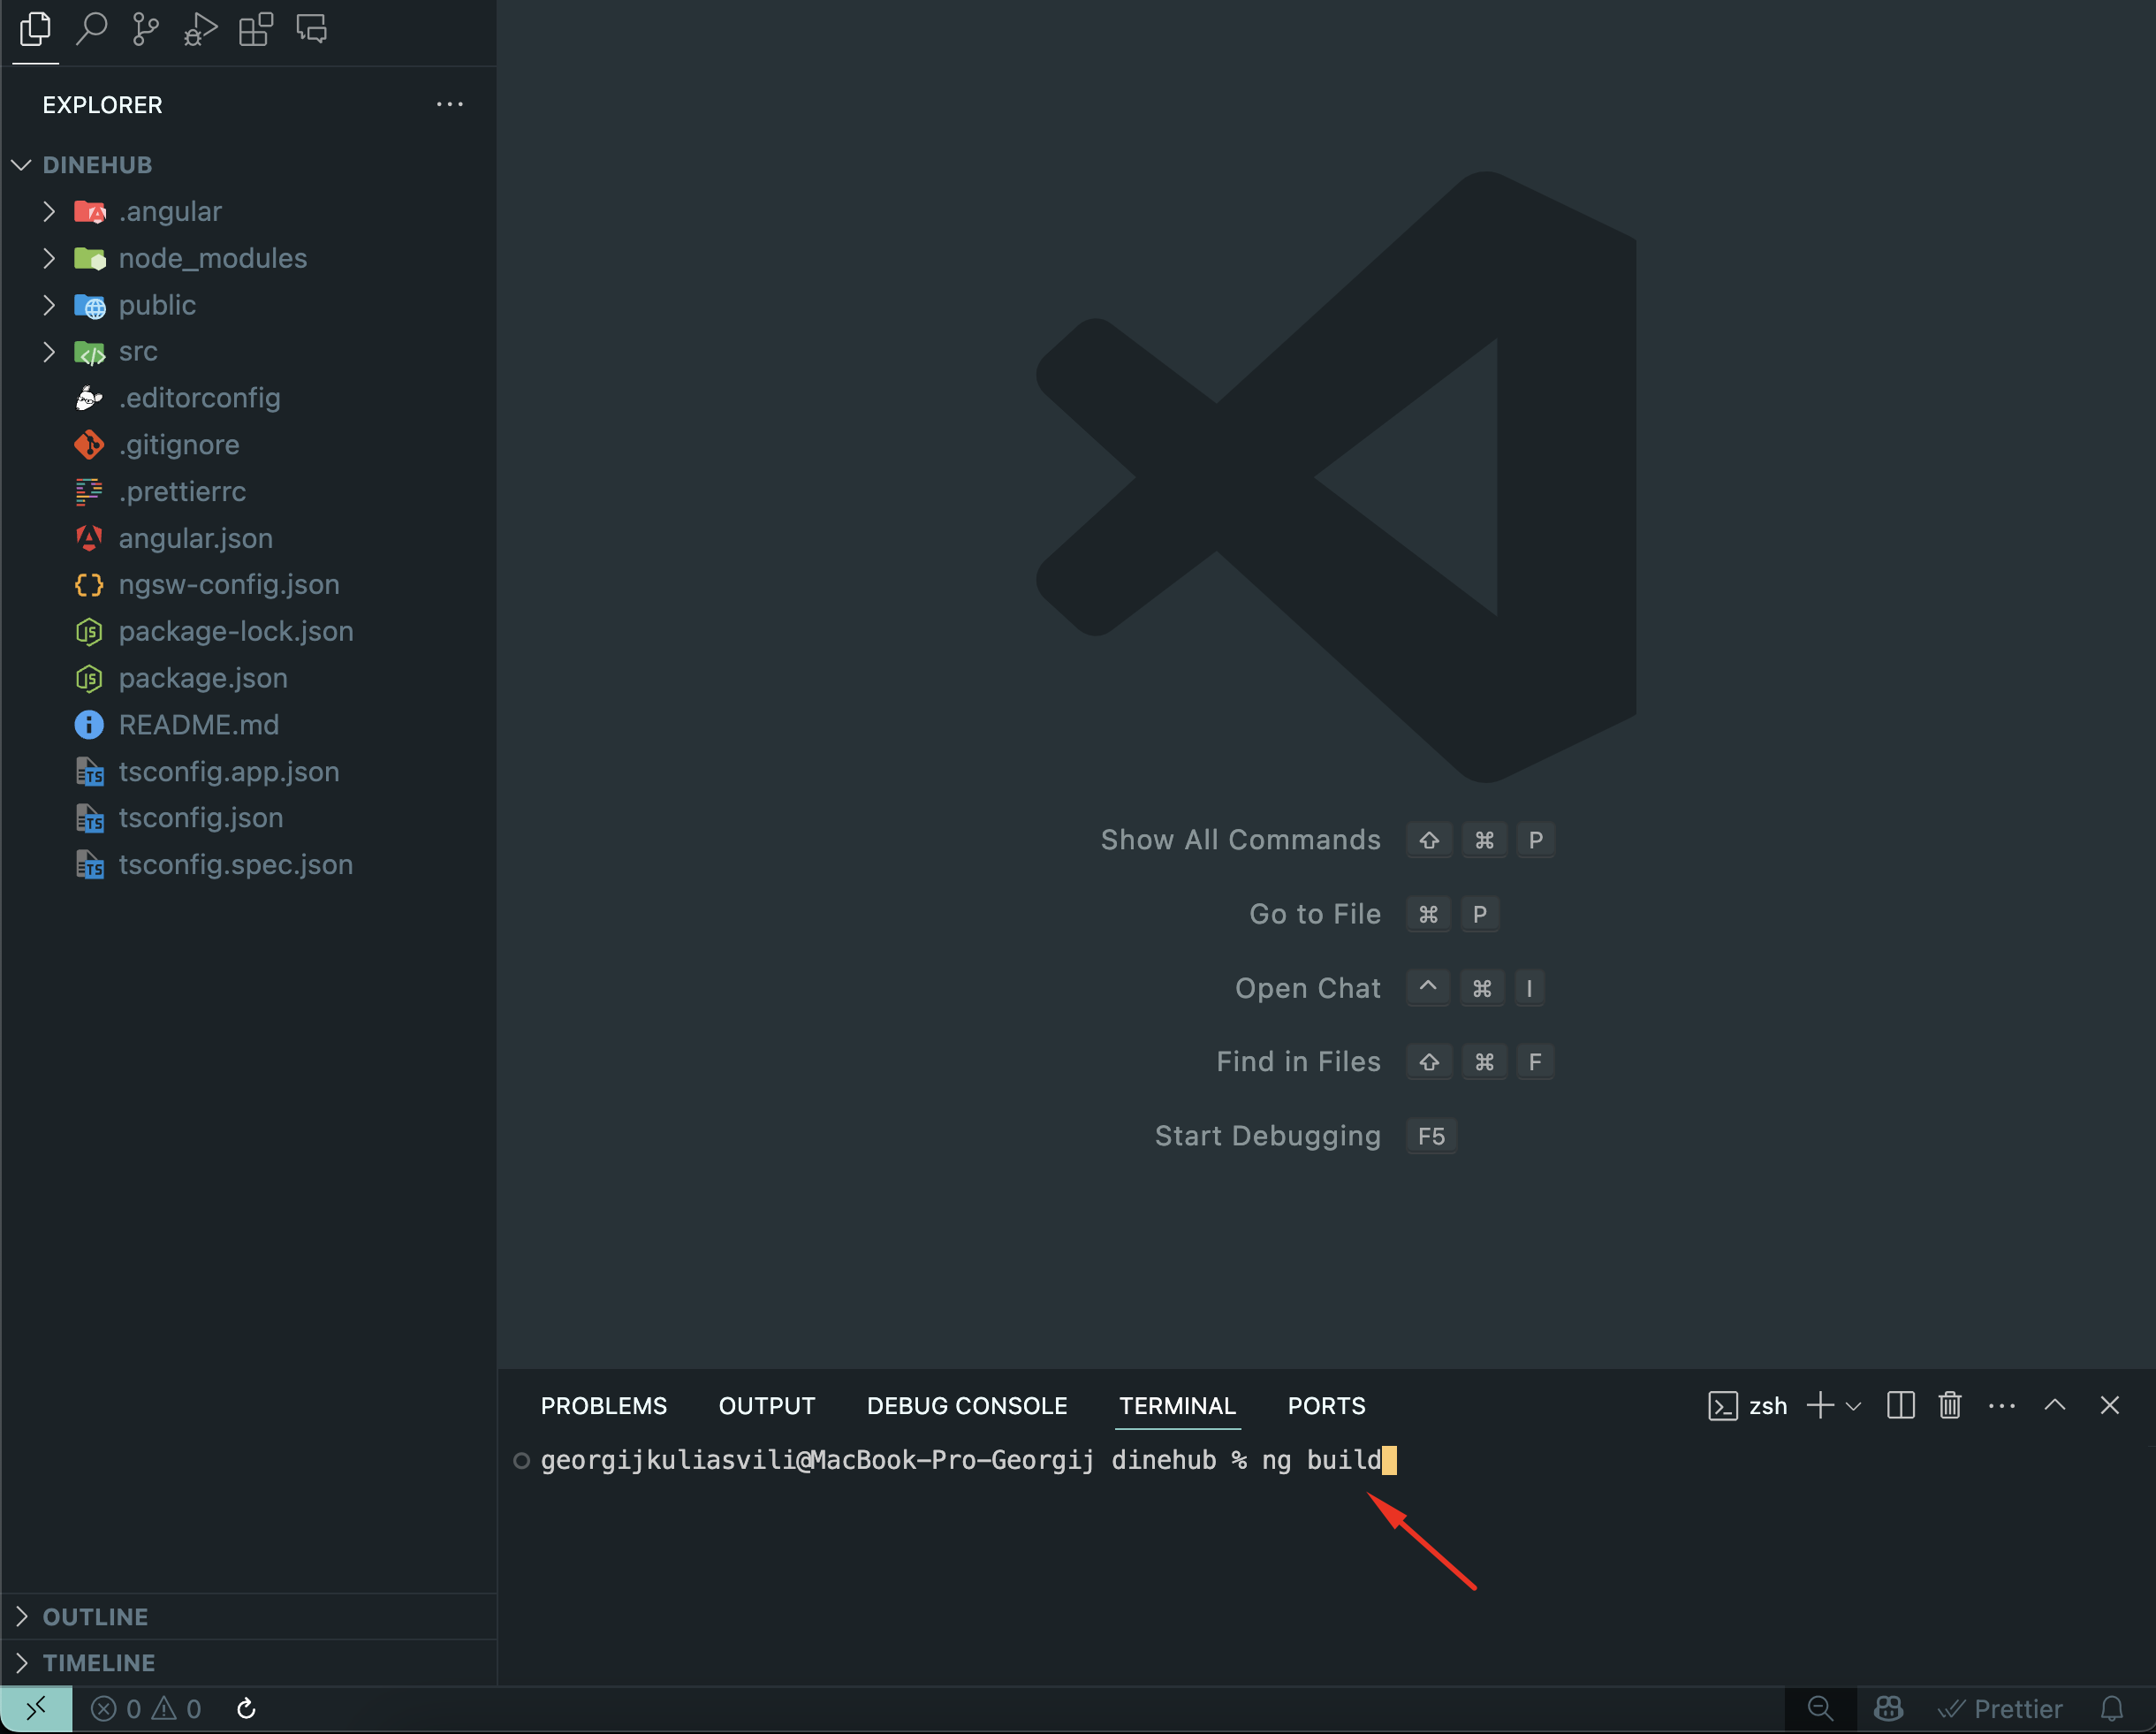 EXPLORER
DINEHUB
.angular
node_modules
public
src
.editorconfig
.gitignore
.prettierrc
angular.json
ngsw-config.json
package-lock.json
package.json
README.md
tsconfig.app.json
tsconfig.json
tsconfig.spec.json
OUTLINE
TIMELINE
Show All Commands ⇧ ⌘ P
Go to File ⌘ P
Open Chat ^ ⌘ I
Find in Files ⇧ ⌘ F
Start Debugging F5
PROBLEMS OUTPUT DEBUG CONSOLE TERMINAL PORTS zsh
georgijkuliasvili@MacBook-Pro-Georgij dinehub % ng build
0 0 Prettier